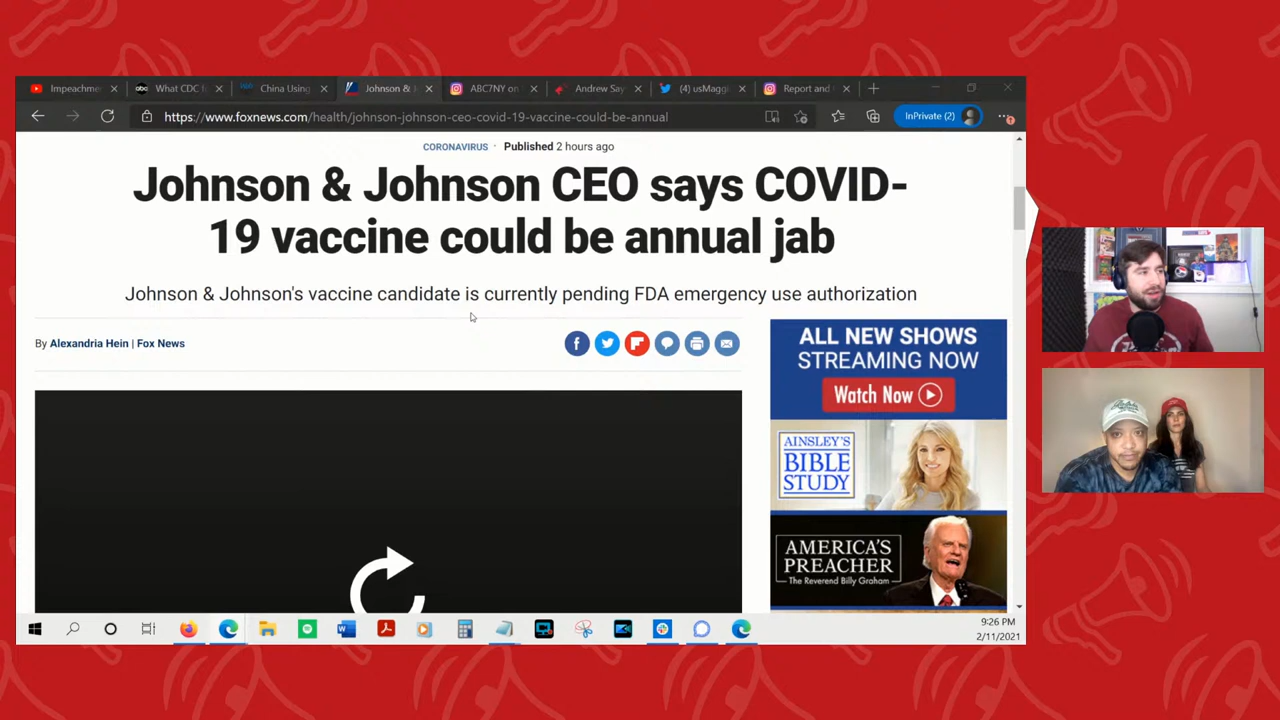 Impeachme
What CDC
China Using
Johnson &
ABC7NY on
Andrew Say
(4) usMaggi
Report and
https://www.foxnews.com/health/johnson-johnson-ceo-covid-19-vaccine-could-be-annual
InPrivate (2)
CORONAVIRUS · Published 2 hours ago
Johnson & Johnson CEO says COVID-
19 vaccine could be annual jab
Johnson & Johnson's vaccine candidate is currently pending FDA emergency use authorization
By Alexandria Hein | Fox News
ALL NEW SHOWS
STREAMING NOW
Watch Now
AINSLEY'S
BIBLE
STUDY
AMERICA'S
PREACHER
The Reverend Billy Graham
9:26 PM
2/11/2021